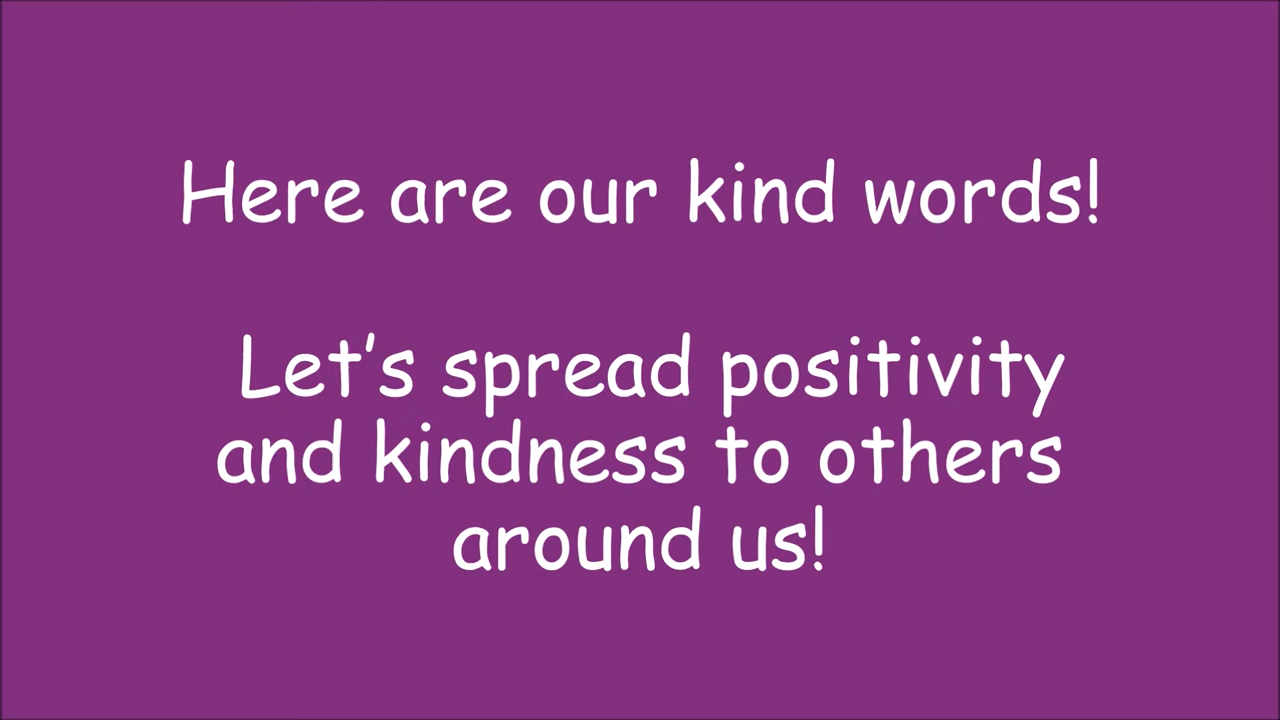 Here are our kind words!
Let’s spread positivity
and kindness to others
around us!